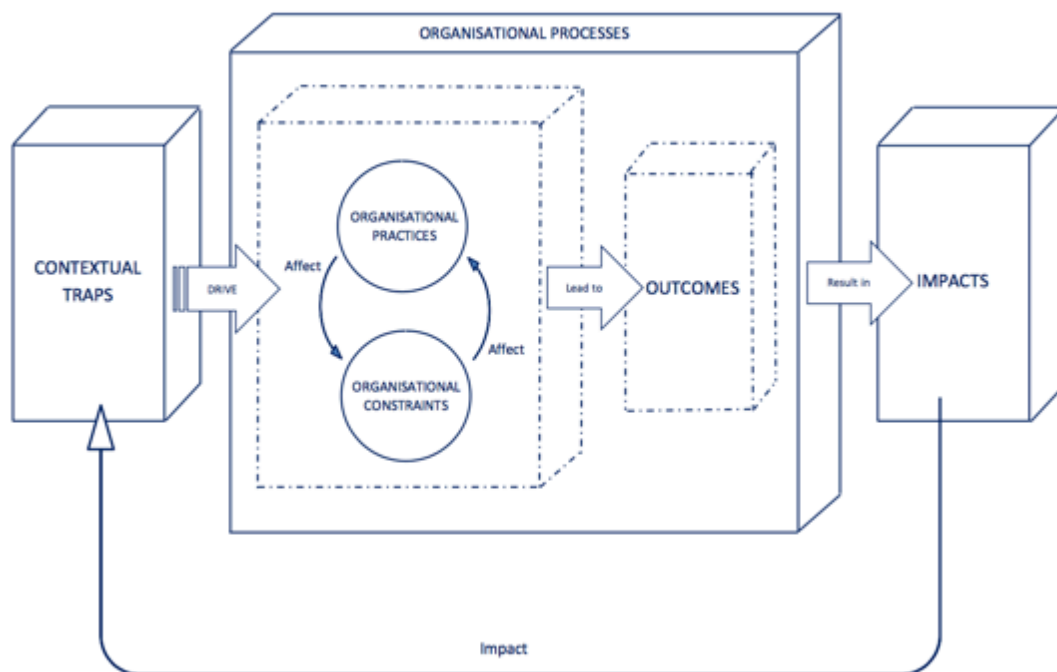 ORGANISATIONAL PROCESSES
CONTEXTUAL
TRAPS
DRIVE
Affect
ORGANISATIONAL
PRACTICES
ORGANISATIONAL
CONSTRAINTS
Affect
Lead to
OUTCOMES
Result in
IMPACTS
Impact